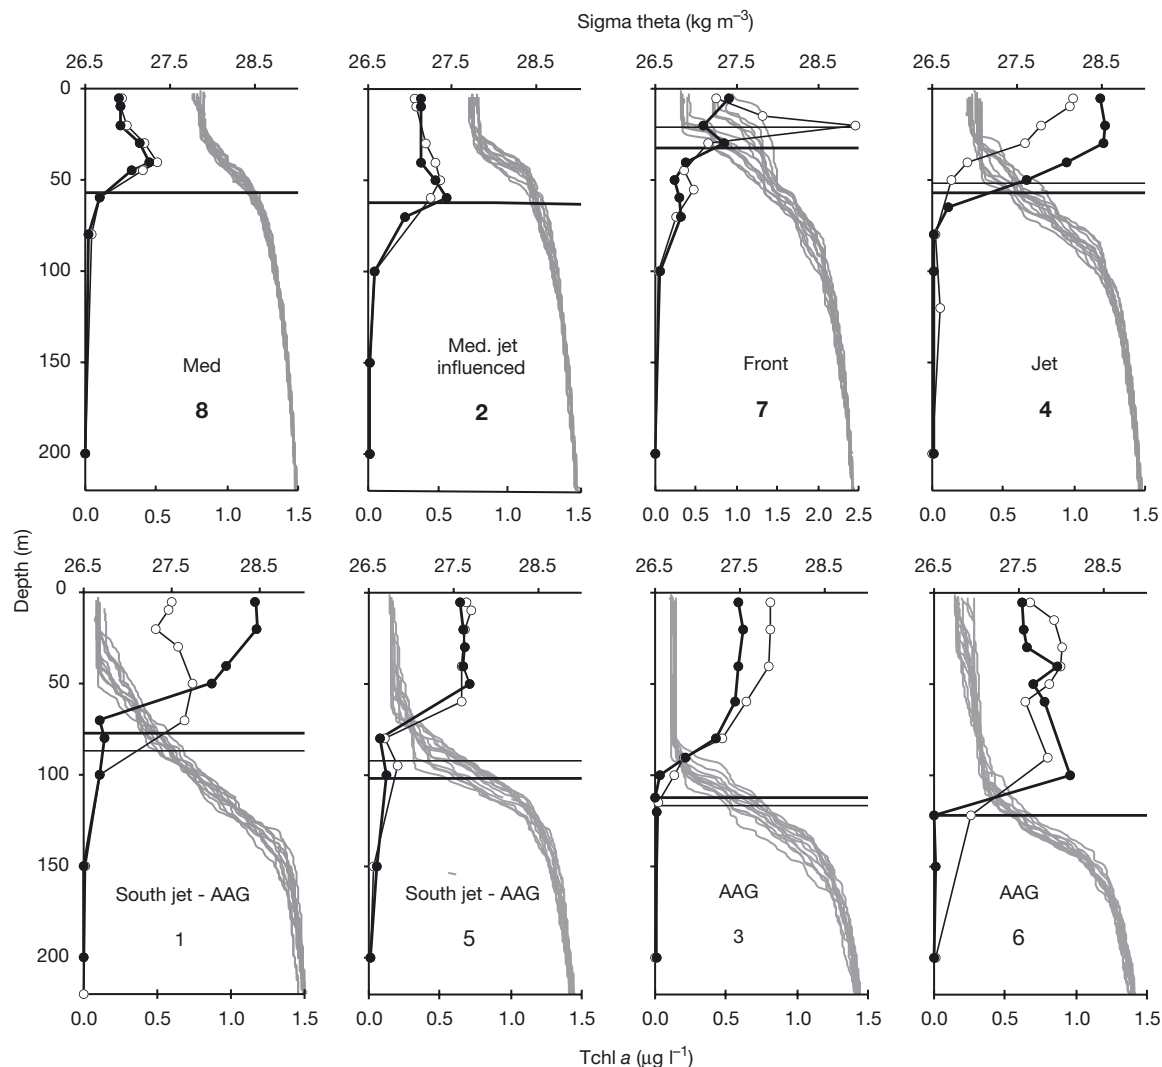 Sigma theta (kg m–3)
26.5 27.5 28.5 26.5 27.5 28.5 26.5 27.5 28.5 26.5 27.5 28.5
0
50
100
150
200
Med
8
Med. jet
influenced
2
Front
7
Jet
4
0.0 0.5 1.0 1.5 0.0 0.5 1.0 1.5 0.0 0.5 1.0 1.5 2.0 2.5 0.0 0.5 1.0 1.5
Depth (m)
26.5 27.5 28.5 26.5 27.5 28.5 26.5 27.5 28.5 26.5 27.5 28.5
0
50
100
150
200
South jet - AAG
1
South jet - AAG
5
AAG
3
AAG
6
0.0 0.5 1.0 1.5 0.0 0.5 1.0 1.5 0.0 0.5 1.0 1.5 0.0 0.5 1.0 1.5
Tchl a (µg l–1)